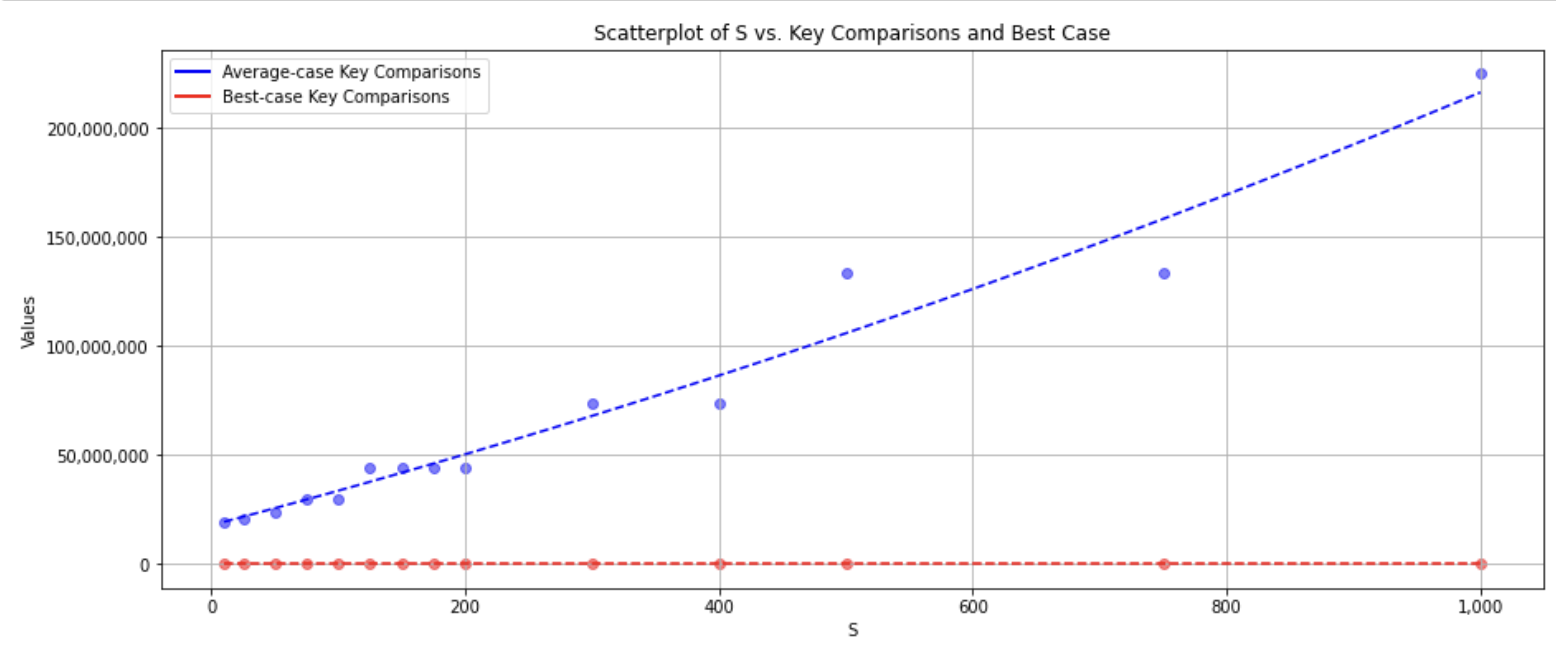 Scatterplot of S vs. Key Comparisons and Best Case
Average-case Key Comparisons
Best-case Key Comparisons
Values
200,000,000
150,000,000
100,000,000
50,000,000
0
0 200 400 600 800 1,000
S